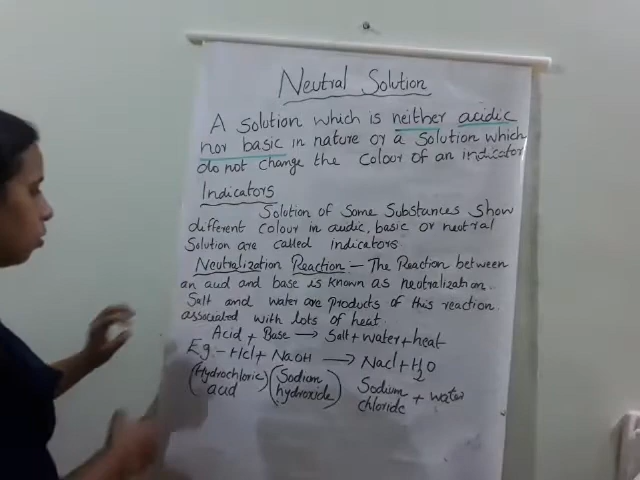 Neutral Solution
A Solution which is neither acidic
nor basic in nature or a Solution which
do not change the Colour of an indicator
Indicators
Solution of Some Substances show
different Colour in acidic, basic or neutral
Solution are called indicators
Neutralization Reaction:- The Reaction between
an acid and base is known as neutralization.
Salt and water are products of this reaction.
associated with lots of heat.
Acid + Base → Salt + water + heat
Eg:- Hcl + NaOH → Nacl + H2O
(Hydrochloric acid) (Sodium hydroxide) Sodium chloride + water